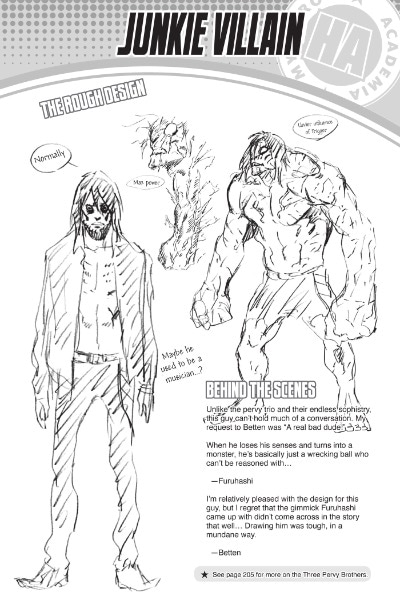 JUNKIE VILLAIN
MY HERO ACADEMIA
HA
THE ROUGH DESIGN
Normally
Max power
Under influence
of Trigger
Maybe he
used to be a
musician...?
BEHIND THE SCENES
Unlike the pervy trio and their endless sophistry,
this guy can't hold much of a conversation. My
request to Betten was "A real bad dude."
When he loses his senses and turns into a
monster, he's basically just a wrecking ball who
can't be reasoned with...
—Furuhashi
I'm relatively pleased with the design for this
guy, but I regret that the gimmick Furuhashi
came up with didn't come across in the story
that well... Drawing him was tough, in a
mundane way.
—Betten
★ See page 205 for more on the Three Pervy Brothers.